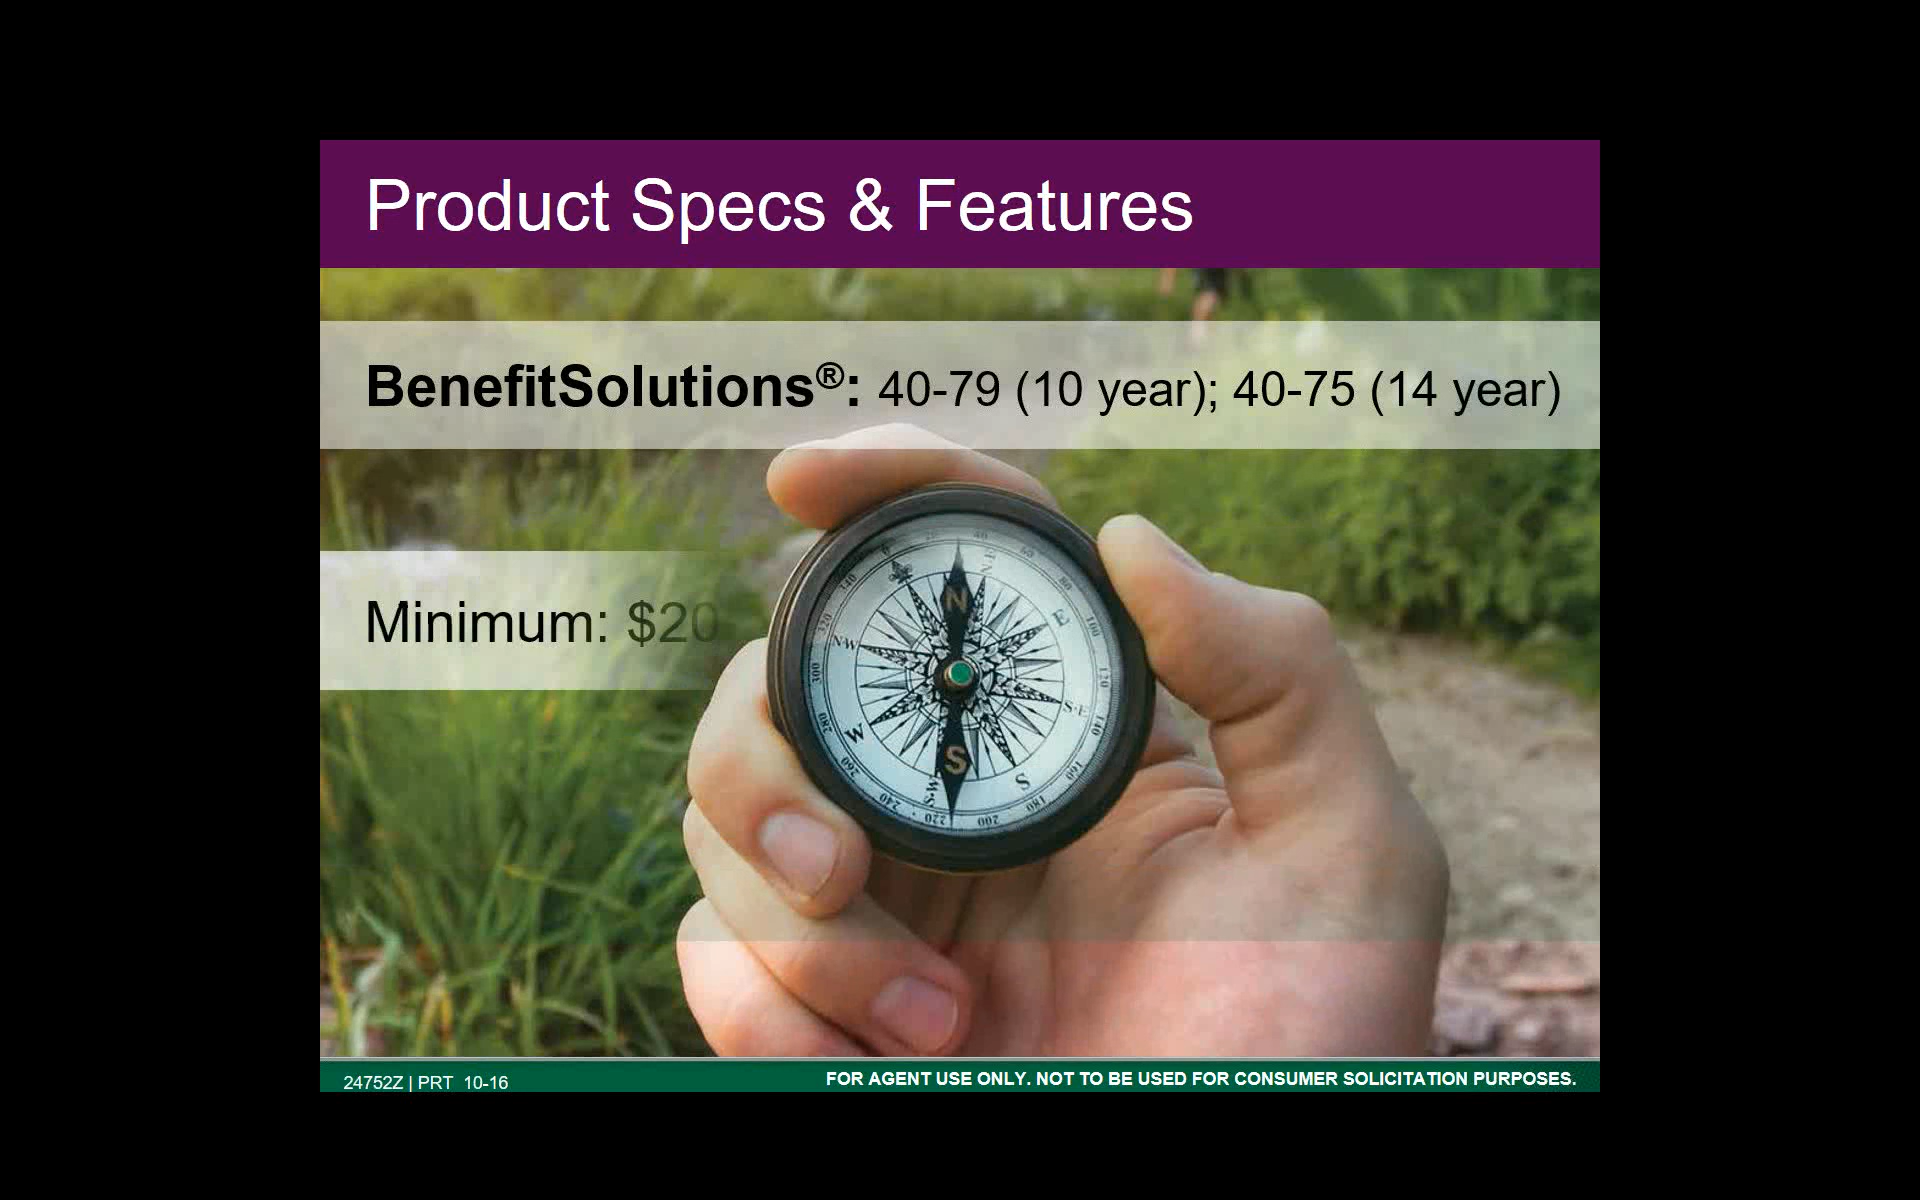 Product Specs & Features
BenefitSolutions®: 40-79 (10 year); 40-75 (14 year)
Minimum: $20
N
S
N-E
E
S-E
S
S-W
W
N-W
24752Z | PRT 10-16
FOR AGENT USE ONLY. NOT TO BE USED FOR CONSUMER SOLICITATION PURPOSES.